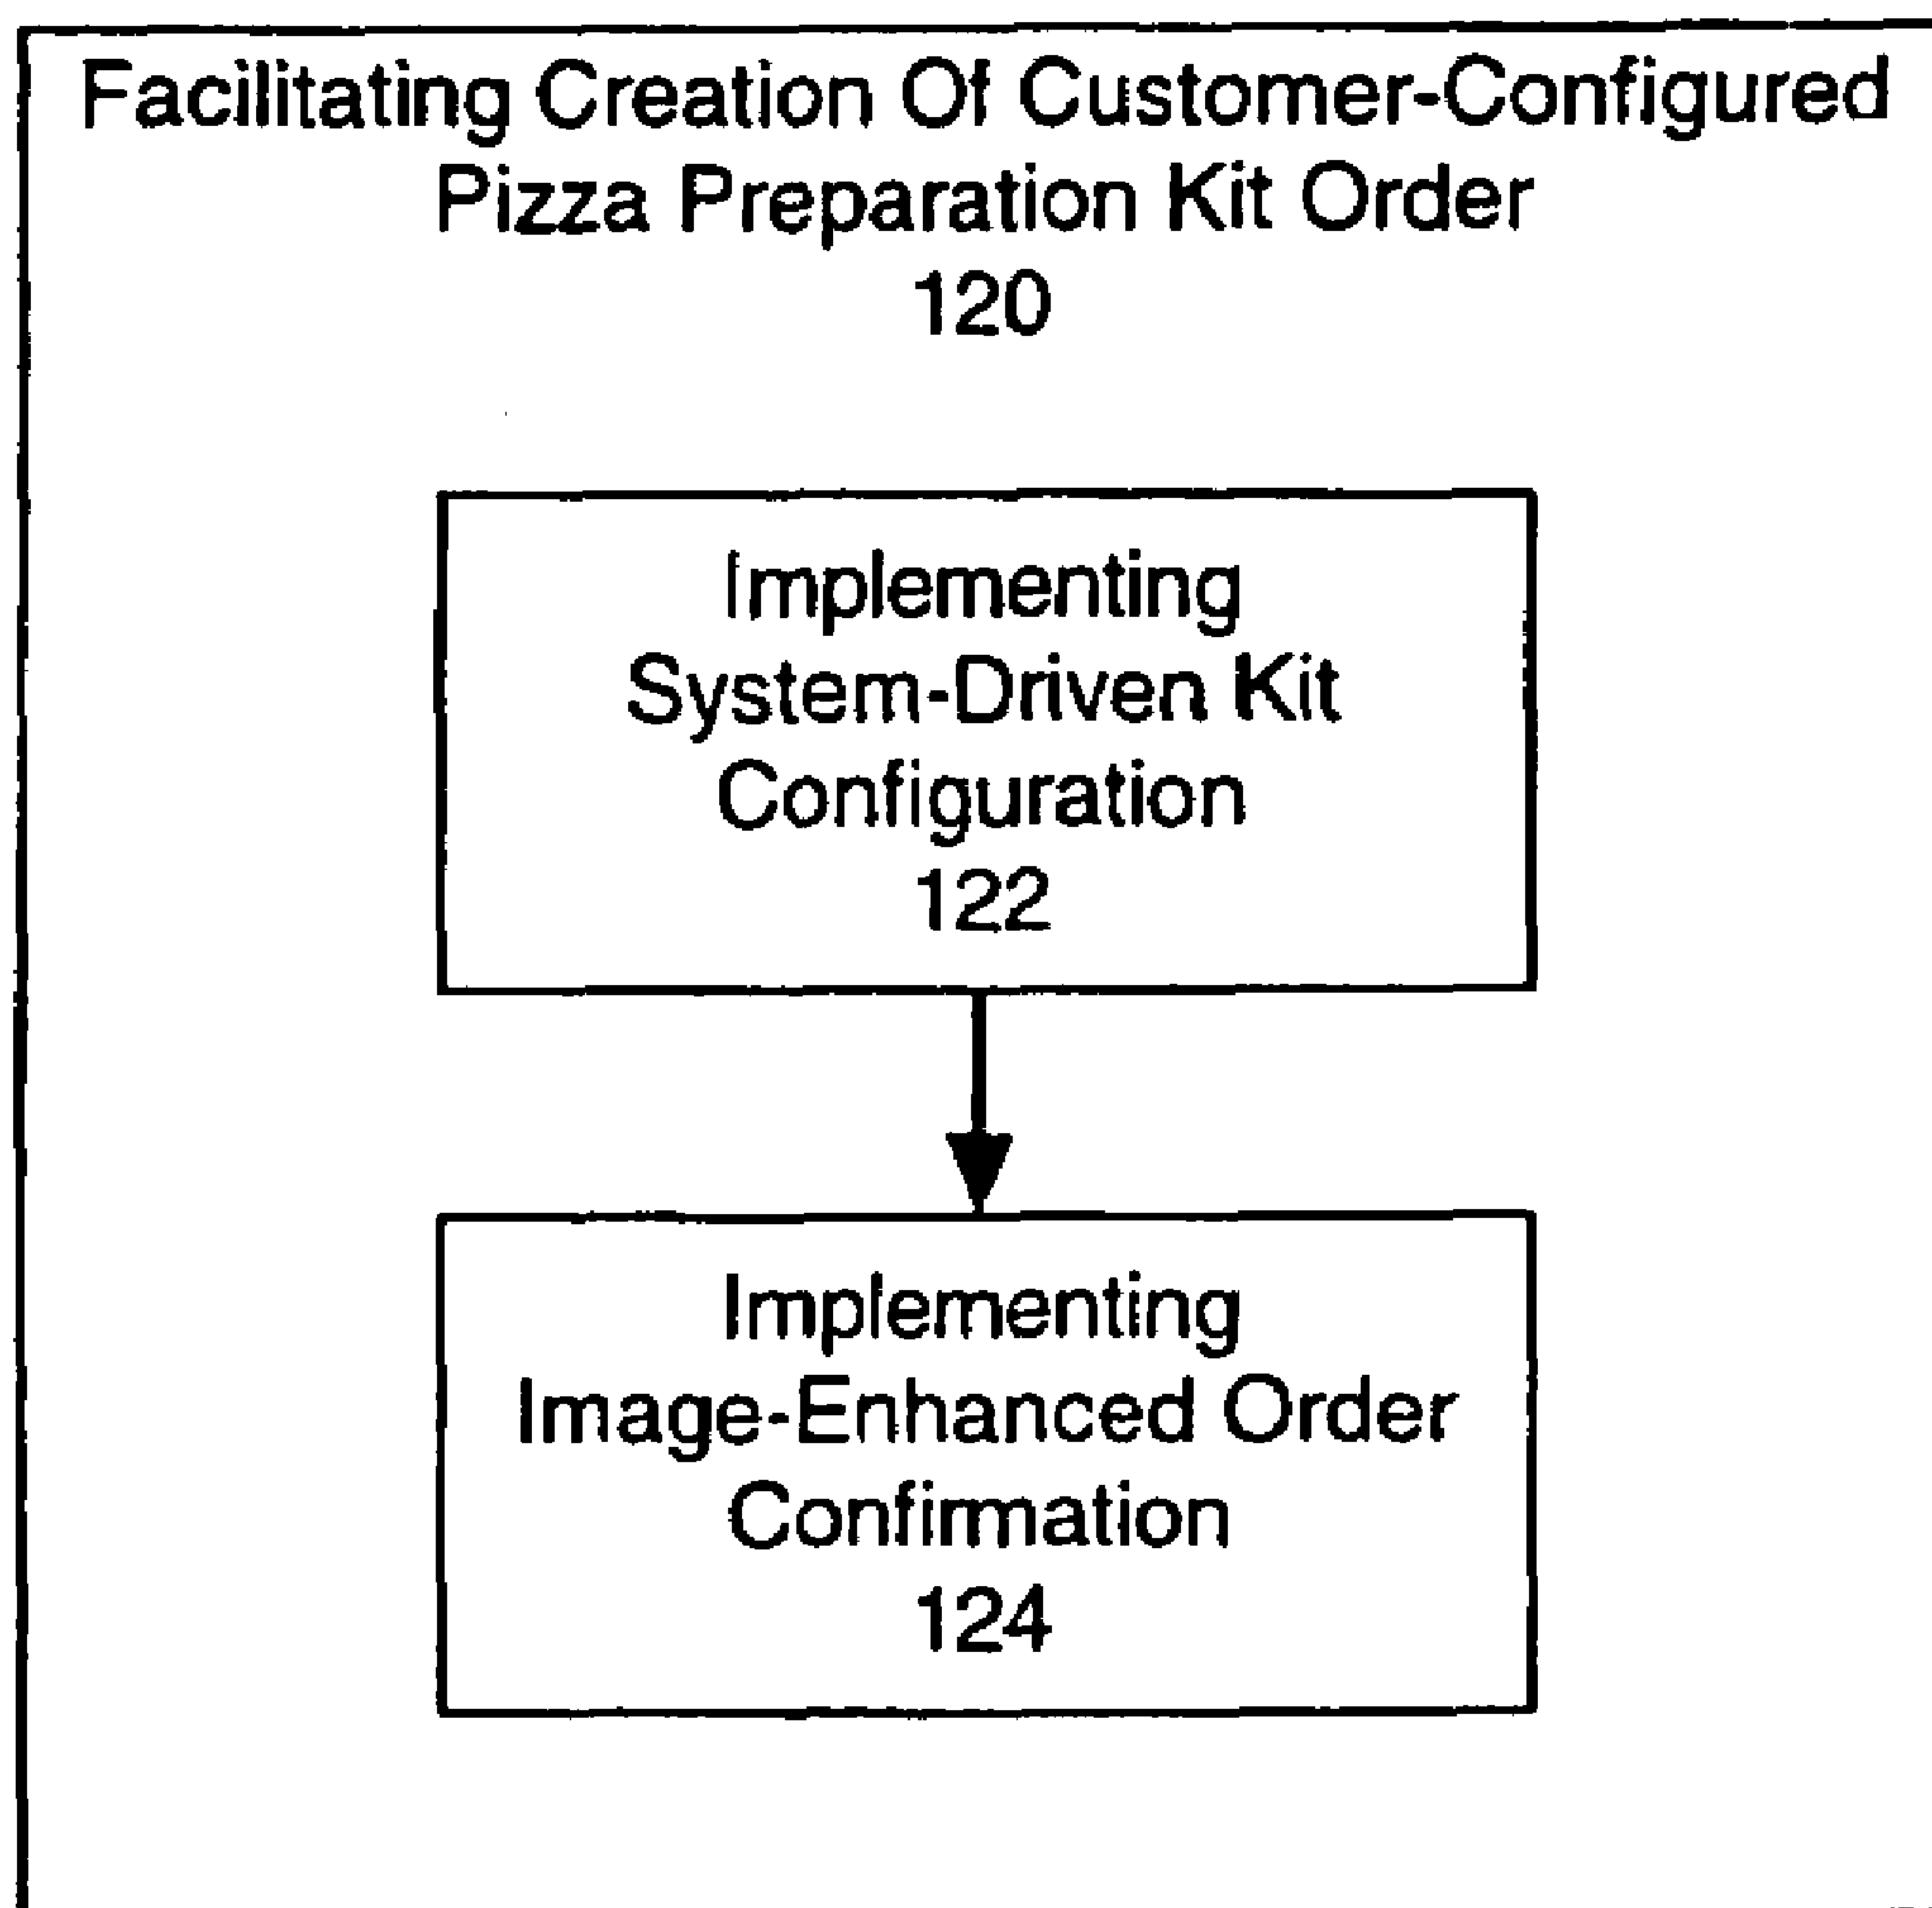 Facilitating Creation Of Customer-Configured
Pizza Preparation Kit Order
120
Implementing
System-Driven Kit
Configuration
122
Implementing
Image-Enhanced Order
Confirmation
124